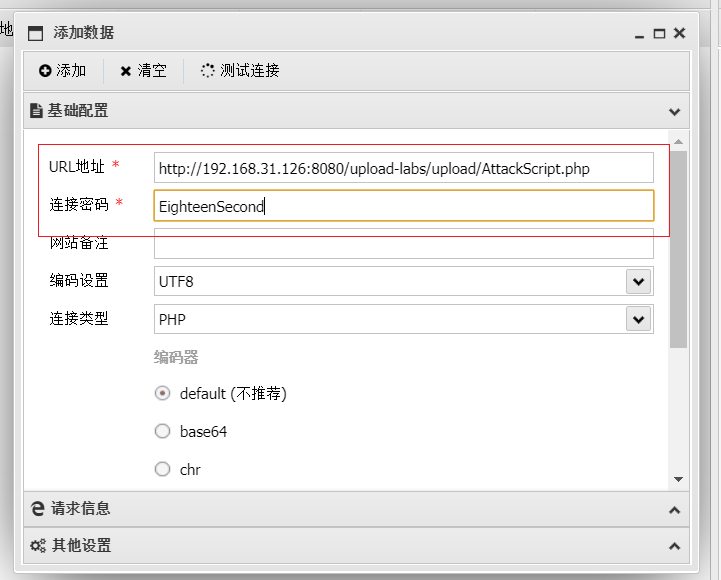 地
添加数据
添加 清空 测试连接
基础配置
URL地址 * http://192.168.31.126:8080/upload-labs/upload/AttackScript.php
连接密码 * EighteenSecond
网站备注
编码设置 UTF8
连接类型 PHP
编码器
default (不推荐)
base64
chr
请求信息
其他设置